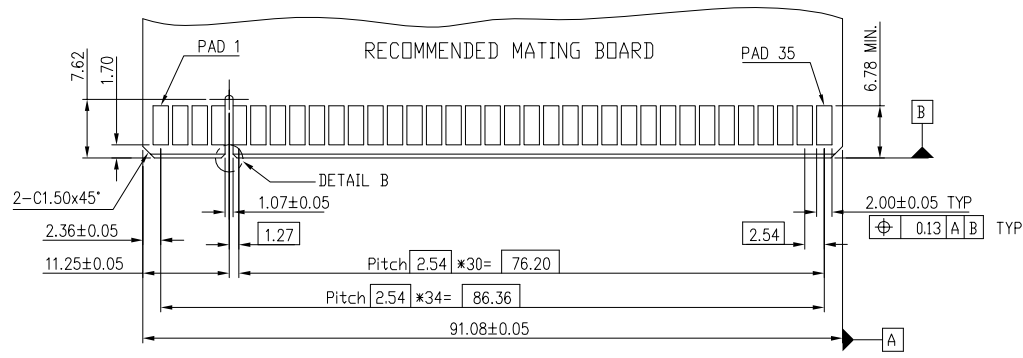 RECOMMENDED MATING BOARD
PAD 1
PAD 35
7.62
1.70
6.78 MIN.
B
DETAIL B
2-C1.50x45°
1.07±0.05
2.00±0.05 TYP
2.36±0.05
1.27
2.54
⌖ 0.13 A B TYP
11.25±0.05
Pitch 2.54 *30= 76.20
Pitch 2.54 *34= 86.36
91.08±0.05
A